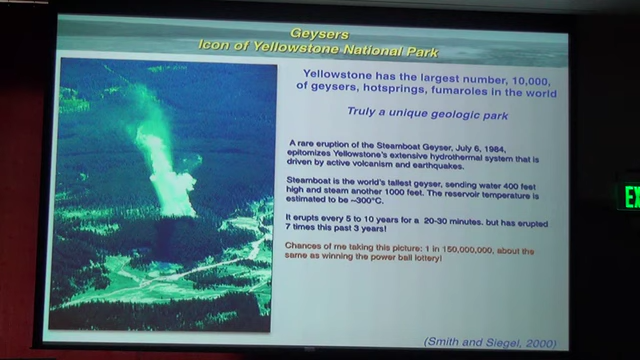 Geysers
Icon of Yellowstone National Park
Yellowstone has the largest number, 10,000,
of geysers, hotsprings, fumaroles in the world
Truly a unique geologic park
A rare eruption of the Steamboat Geyser, July 6, 1984,
epitomizes Yellowstone's extensive hydrothermal system that is
driven by active volcanism and earthquakes.
Steamboat is the world's tallest geyser, sending water 400 feet
high and steam another 1000 feet. The reservoir temperature is
estimated to be ~300°C.
It erupts every 5 to 10 years for a 20-30 minutes. but has erupted
7 times this past 3 years!
Chances of me taking this picture: 1 in 150,000,000, about the
same as winning the power ball lottery!
(Smith and Siegel, 2000)
EX